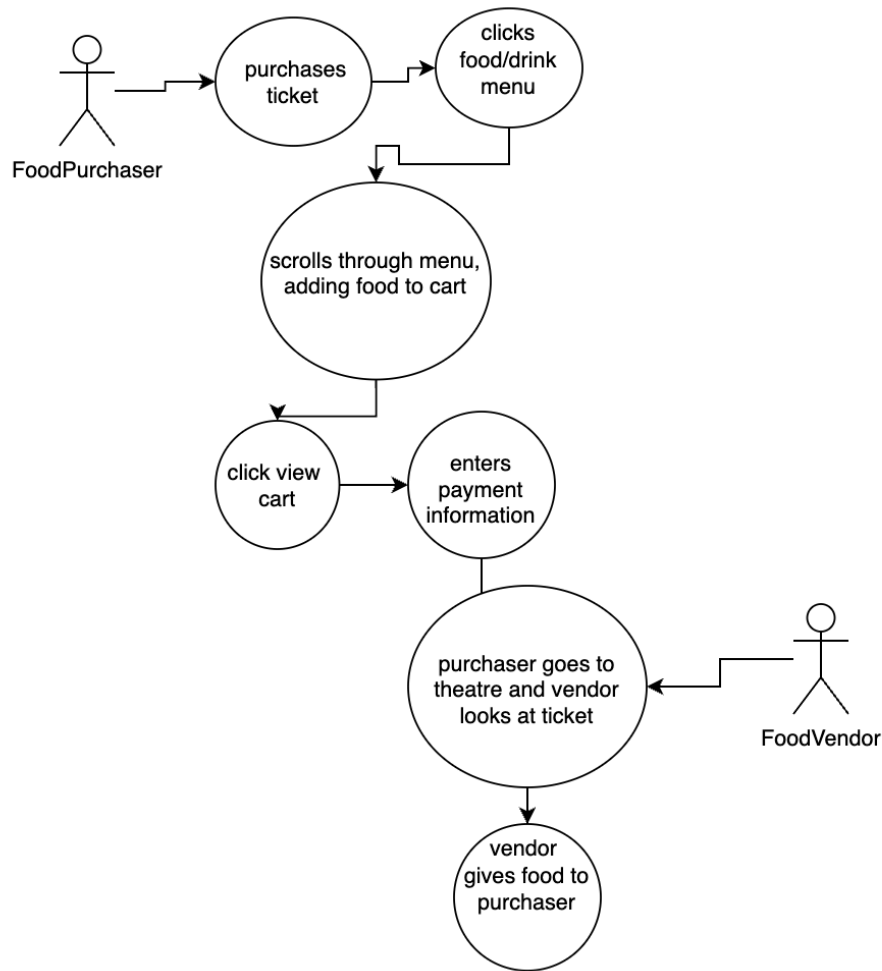 purchases
ticket
clicks
food/drink
menu
FoodPurchaser
scrolls through menu,
adding food to cart
click view
cart
enters
payment
information
purchaser goes to
theatre and vendor
looks at ticket
FoodVendor
vendor
gives food to
purchaser